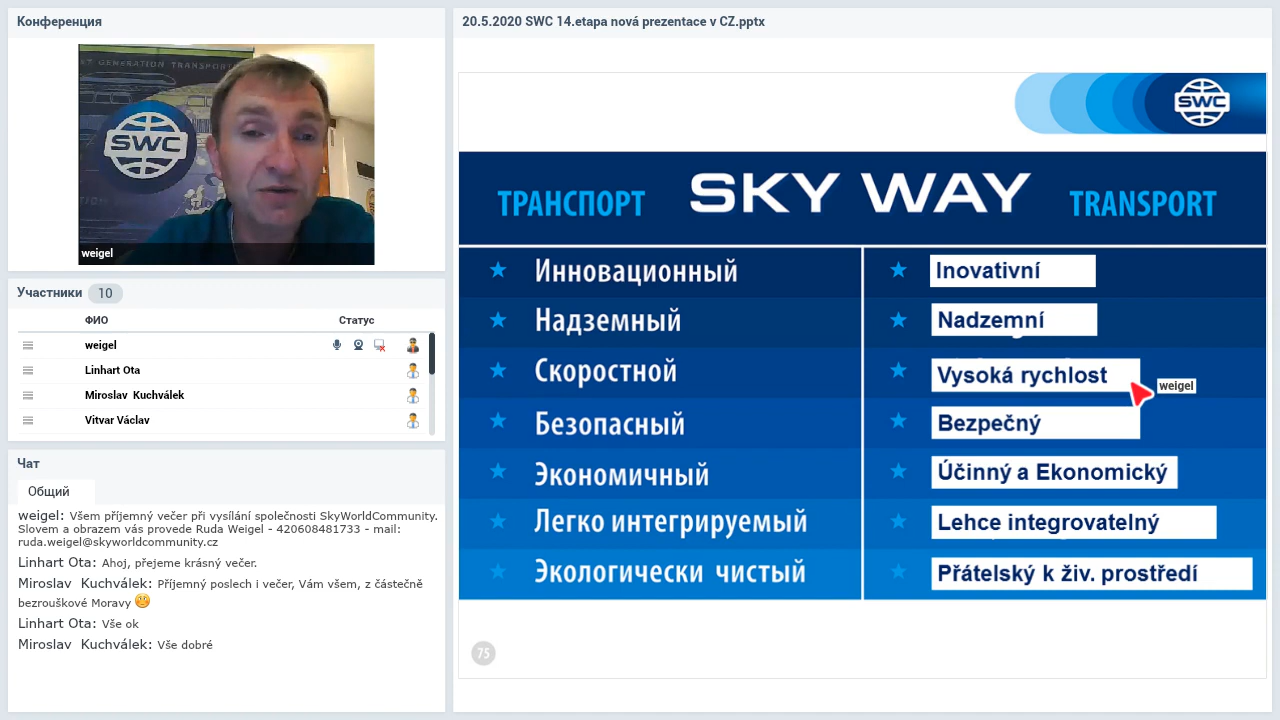 Конференция
T GENERATION TRANSPORT
SWC
weigel
Участники 10
ФИО Статус
weigel
Linhart Ota
Miroslav Kuchválek
Vitvar Václav
Чат
Общий
weigel: Všem příjemný večer při vysílání společnosti SkyWorldCommunity.
Slovem a obrazem vás provede Ruda Weigel - 420608481733 - mail:
ruda.weigel@skyworldcommunity.cz
Linhart Ota: Ahoj, přejeme krásný večer.
Miroslav Kuchválek: Příjemný poslech i večer, Vám všem, z částečně
bezrouškové Moravy
Linhart Ota: Vše ok
Miroslav Kuchválek: Vše dobré
20.5.2020 SWC 14.etapa nová prezentace v CZ.pptx
SWC
ТРАНСПОРТ SKY WAY TRANSPORT
Инновационный Inovativní
Надземный Nadzemní
Скоростной Vysoká rychlost
weigel
Безопасный Bezpečný
Экономичный Účinný a Ekonomický
Легко интегрируемый Lehce integrovatelný
Экологически чистый Přátelský k živ. prostředí
75